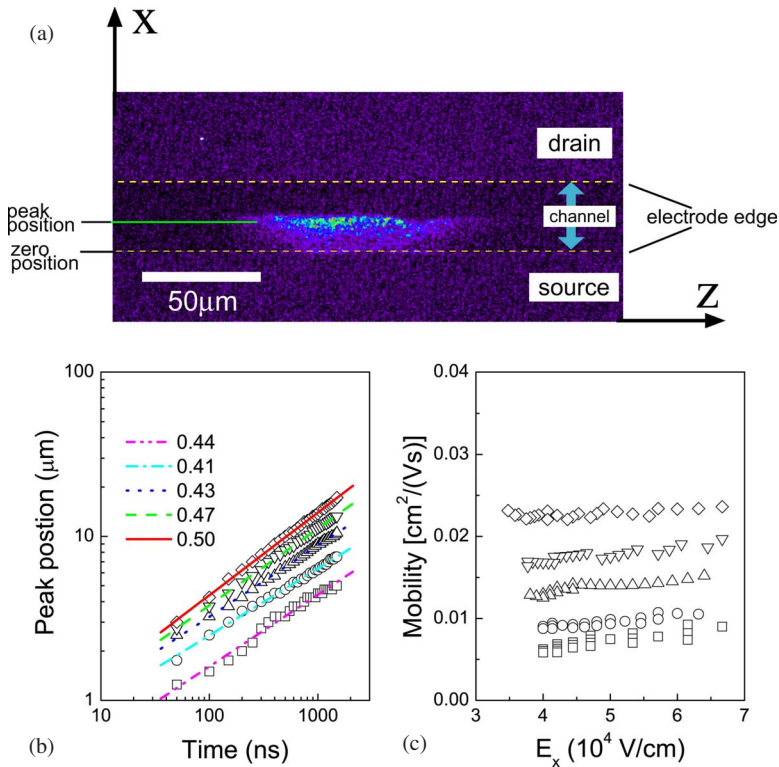 (a)
X
drain
peak
position
channel
electrode edge
zero
position
50μm
source
Z
100
10
1
0.44
0.41
0.43
0.47
0.50
Peak postion (μm)
10
100
1000
Time (ns)
(b)
0.04
0.03
0.02
0.01
0.00
Mobility [cm²/(Vs)]
3
4
5
6
7
Eₓ (10⁴ V/cm)
(c)